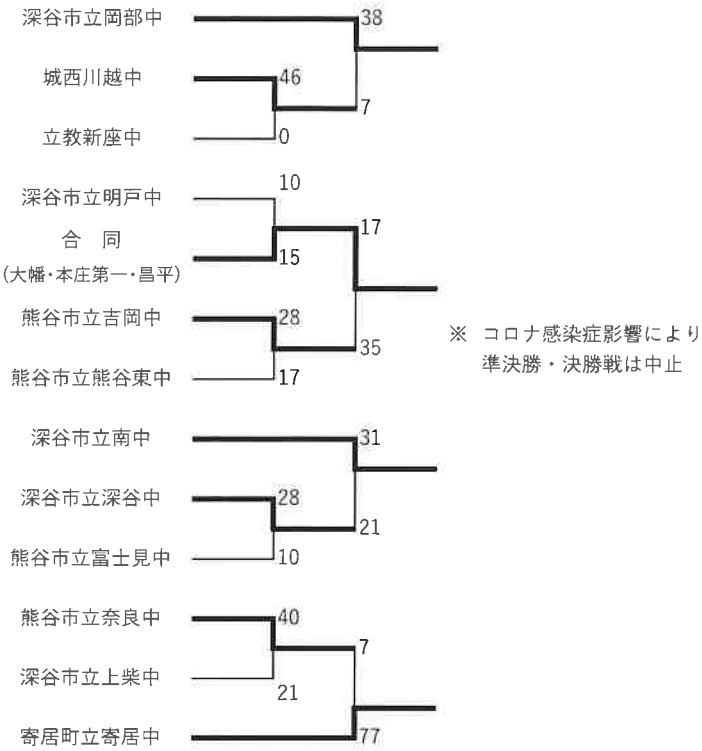 深谷市立岡部中
38
城西川越中
46
7
立教新座中
0
深谷市立明戸中
10
合　同
17
15
(大幡・本庄第一・昌平)
熊谷市立吉岡中
28
35
熊谷市立熊谷東中
17
※　コロナ感染症影響により
準決勝・決勝戦は中止
深谷市立南中
31
深谷市立深谷中
28
21
熊谷市立富士見中
10
熊谷市立奈良中
40
7
深谷市立上柴中
21
寄居町立寄居中
77